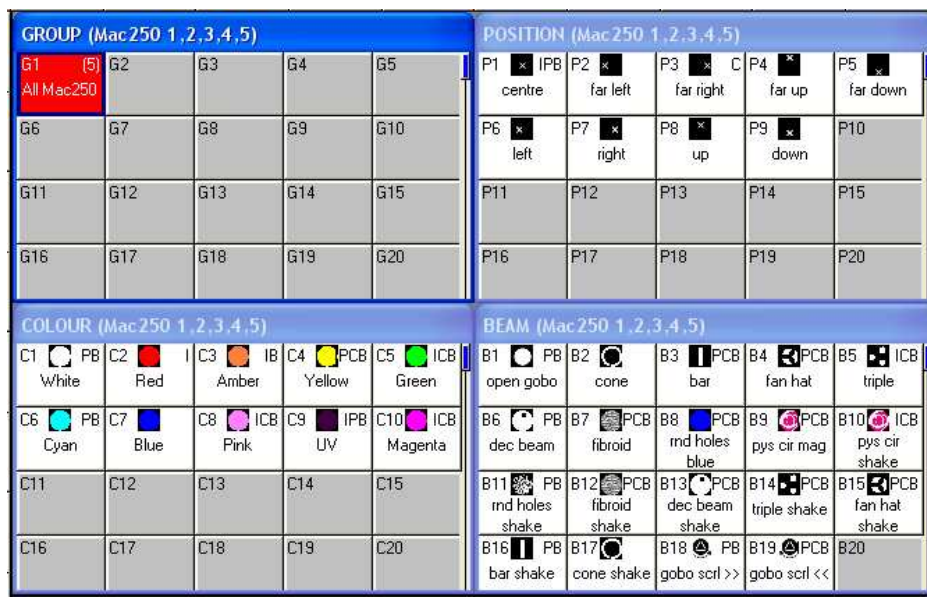 GROUP (Mac250 1,2,3,4,5)
G1 (5) G2 G3 G4 G5
All Mac250
G6 G7 G8 G9 G10
G11 G12 G13 G14 G15
G16 G17 G18 G19 G20
POSITION (Mac250 1,2,3,4,5)
P1 IPB P2 P3 C P4 P5
centre far left far right far up far down
P6 P7 P8 P9 P10
left right up down
P11 P12 P13 P14 P15
P16 P17 P18 P19 P20
COLOUR (Mac250 1,2,3,4,5)
C1 PB C2 I C3 IB C4 PCB C5 ICB
White Red Amber Yellow Green
C6 PB C7 C8 ICB C9 IPB C10 ICB
Cyan Blue Pink UV Magenta
C11 C12 C13 C14 C15
C16 C17 C18 C19 C20
BEAM (Mac250 1,2,3,4,5)
B1 PB B2 B3 PCB B4 PCB B5 ICB
open gobo cone bar fan hat triple
B6 PB B7 PCB B8 PCB B9 PCB B10 ICB
dec beam fibroid rnd holes pys cir mag pys cir
blue shake
B11 PB B12 PCB B13 PCB B14 PCB B15 PCB
rnd holes fibroid dec beam triple shake fan hat
shake shake shake shake
B16 PB B17 B18 PB B19 PCB B20
bar shake cone shake gobo scrl >> gobo scrl <<